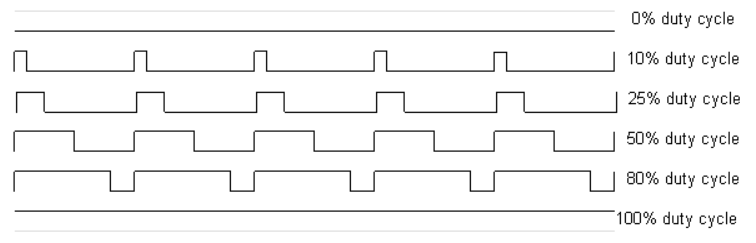 0% duty cycle
10% duty cycle
25% duty cycle
50% duty cycle
80% duty cycle
100% duty cycle